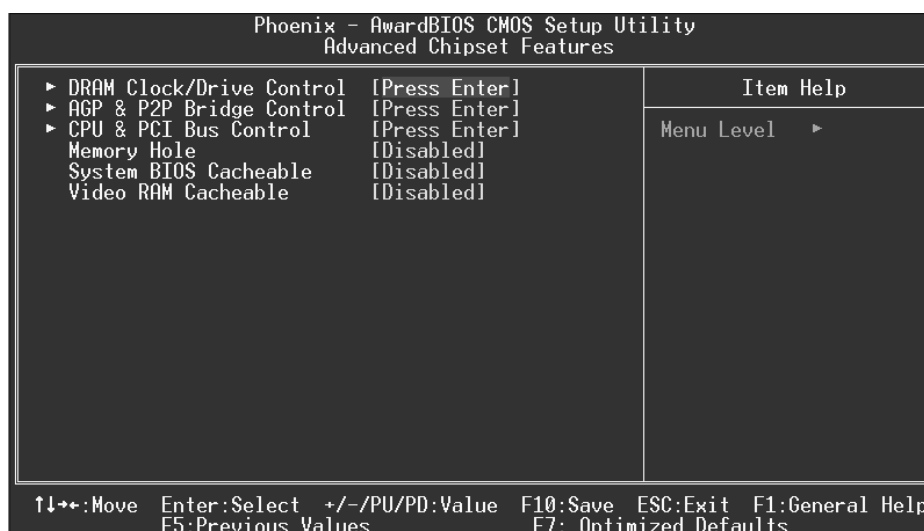 Phoenix - AwardBIOS CMOS Setup Utility
Advanced Chipset Features
► DRAM Clock/Drive Control [Press Enter]
► AGP & P2P Bridge Control [Press Enter]
► CPU & PCI Bus Control [Press Enter]
Memory Hole [Disabled]
System BIOS Cacheable [Disabled]
Video RAM Cacheable [Disabled]
Item Help
Menu Level ►
↑↓→←:Move Enter:Select +/-/PU/PD:Value F10:Save ESC:Exit F1:General Help
F5:Previous Values F7: Optimized Defaults